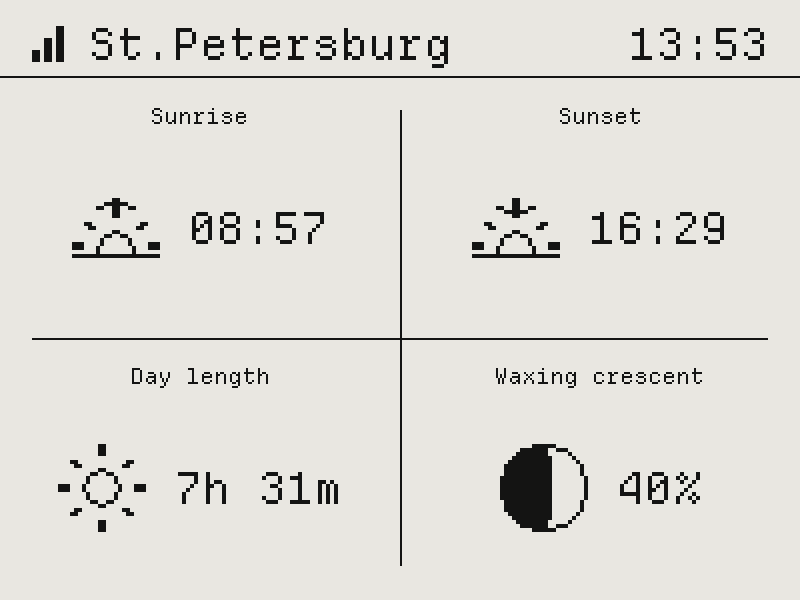 St.Petersburg 13:53
Sunrise
08:57
Sunset
16:29
Day length
7h 31m
Waxing crescent
40%